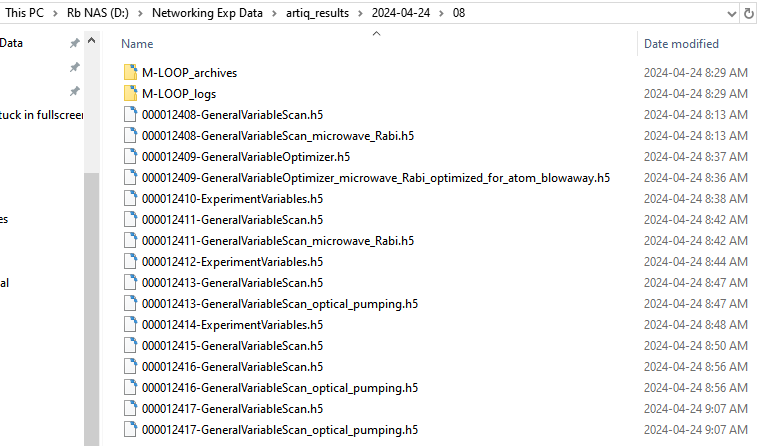 This PC > Rb NAS (D:) > Networking Exp Data > artiq_results > 2024-04-24 > 08
Data
Name Date modified
M-LOOP_archives 2024-04-24 8:29 AM
M-LOOP_logs 2024-04-24 8:29 AM
tuck in fullscreen 000012408-GeneralVariableScan.h5 2024-04-24 8:13 AM
000012408-GeneralVariableScan_microwave_Rabi.h5 2024-04-24 8:13 AM
000012409-GeneralVariableOptimizer.h5 2024-04-24 8:37 AM
000012409-GeneralVariableOptimizer_microwave_Rabi_optimized_for_atom_blowaway.h5 2024-04-24 8:36 AM
000012410-ExperimentVariables.h5 2024-04-24 8:38 AM
es 000012411-GeneralVariableScan.h5 2024-04-24 8:42 AM
000012411-GeneralVariableScan_microwave_Rabi.h5 2024-04-24 8:42 AM
000012412-ExperimentVariables.h5 2024-04-24 8:44 AM
al 000012413-GeneralVariableScan.h5 2024-04-24 8:47 AM
000012413-GeneralVariableScan_optical_pumping.h5 2024-04-24 8:47 AM
000012414-ExperimentVariables.h5 2024-04-24 8:48 AM
000012415-GeneralVariableScan.h5 2024-04-24 8:50 AM
000012416-GeneralVariableScan.h5 2024-04-24 8:56 AM
000012416-GeneralVariableScan_optical_pumping.h5 2024-04-24 8:56 AM
000012417-GeneralVariableScan.h5 2024-04-24 9:07 AM
000012417-GeneralVariableScan_optical_pumping.h5 2024-04-24 9:07 AM